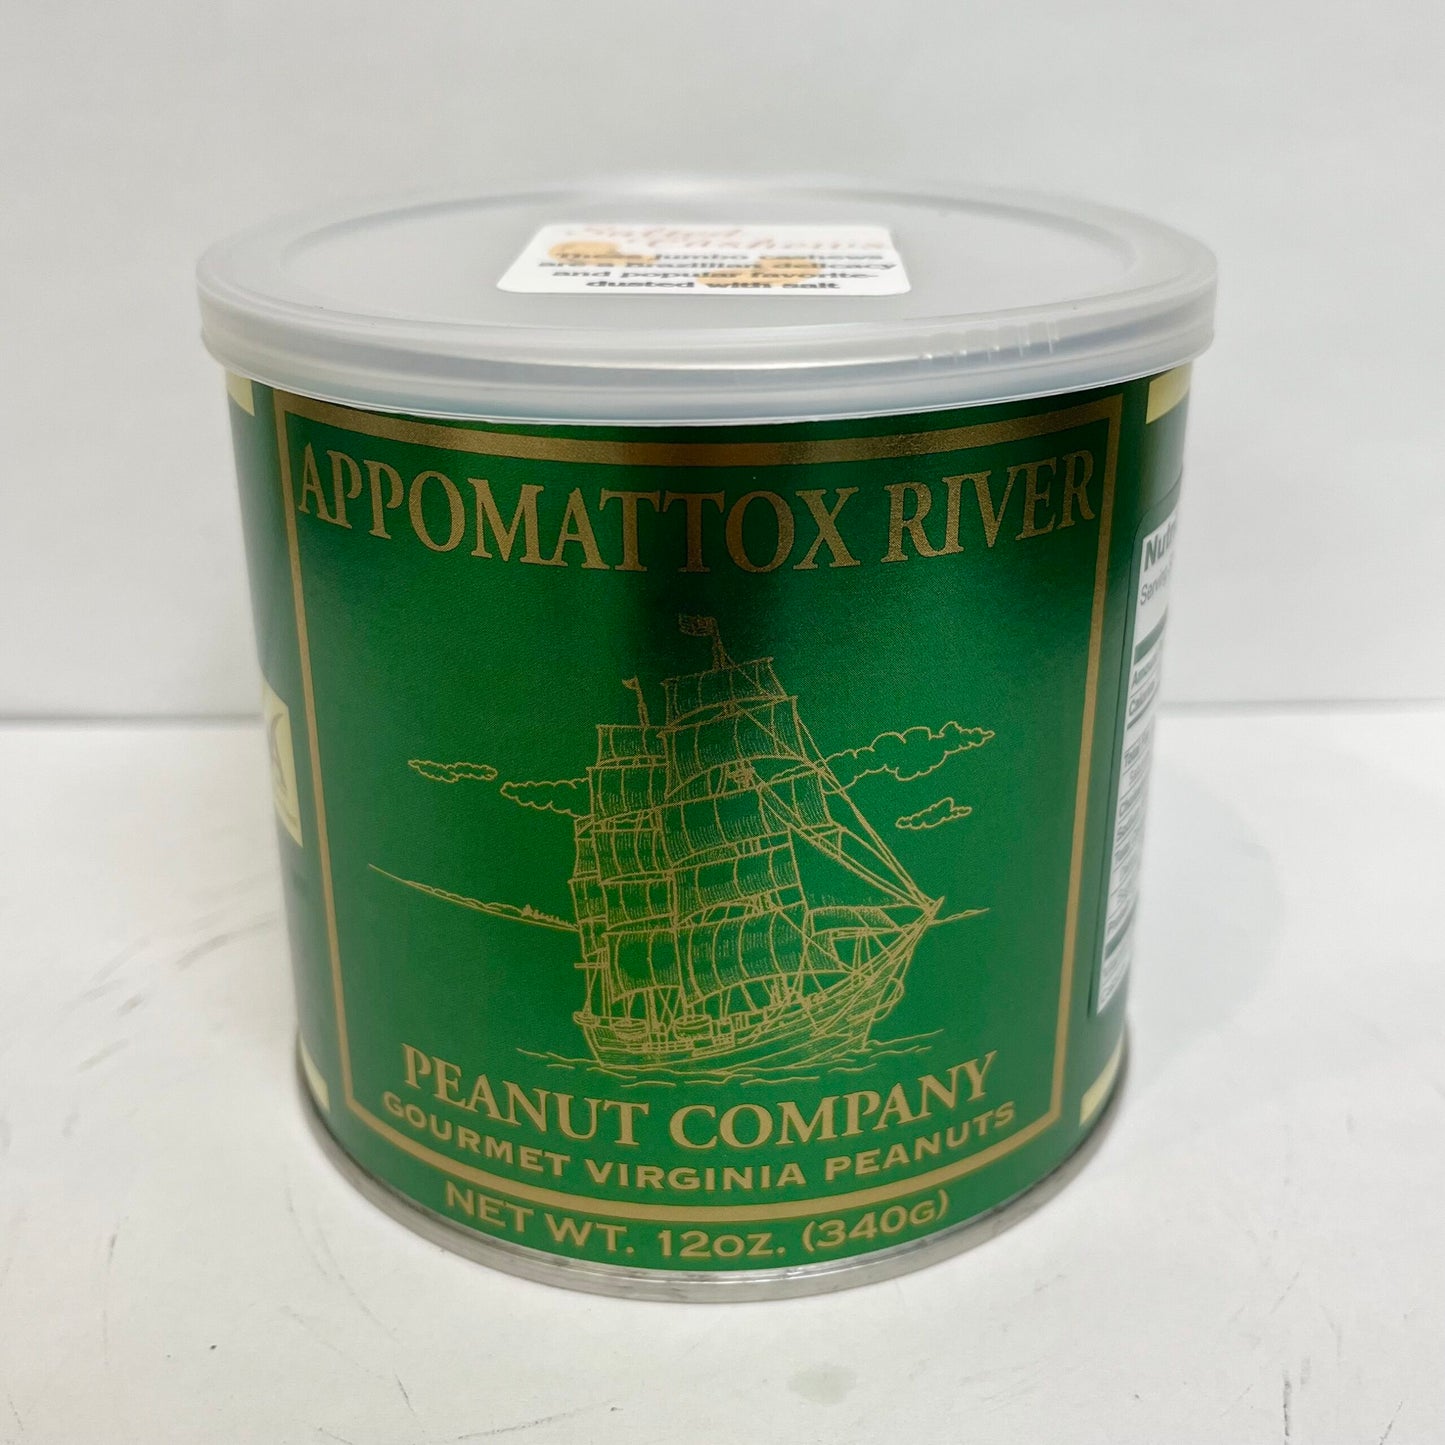 Salted
Cashews
These jumbo cashews
are a Brazillian delicacy
and popular favorite-
dusted with salt
APPOMATTOX RIVER
PEANUT COMPANY
GOURMET VIRGINIA PEANUTS
NET WT. 12OZ. (340G)